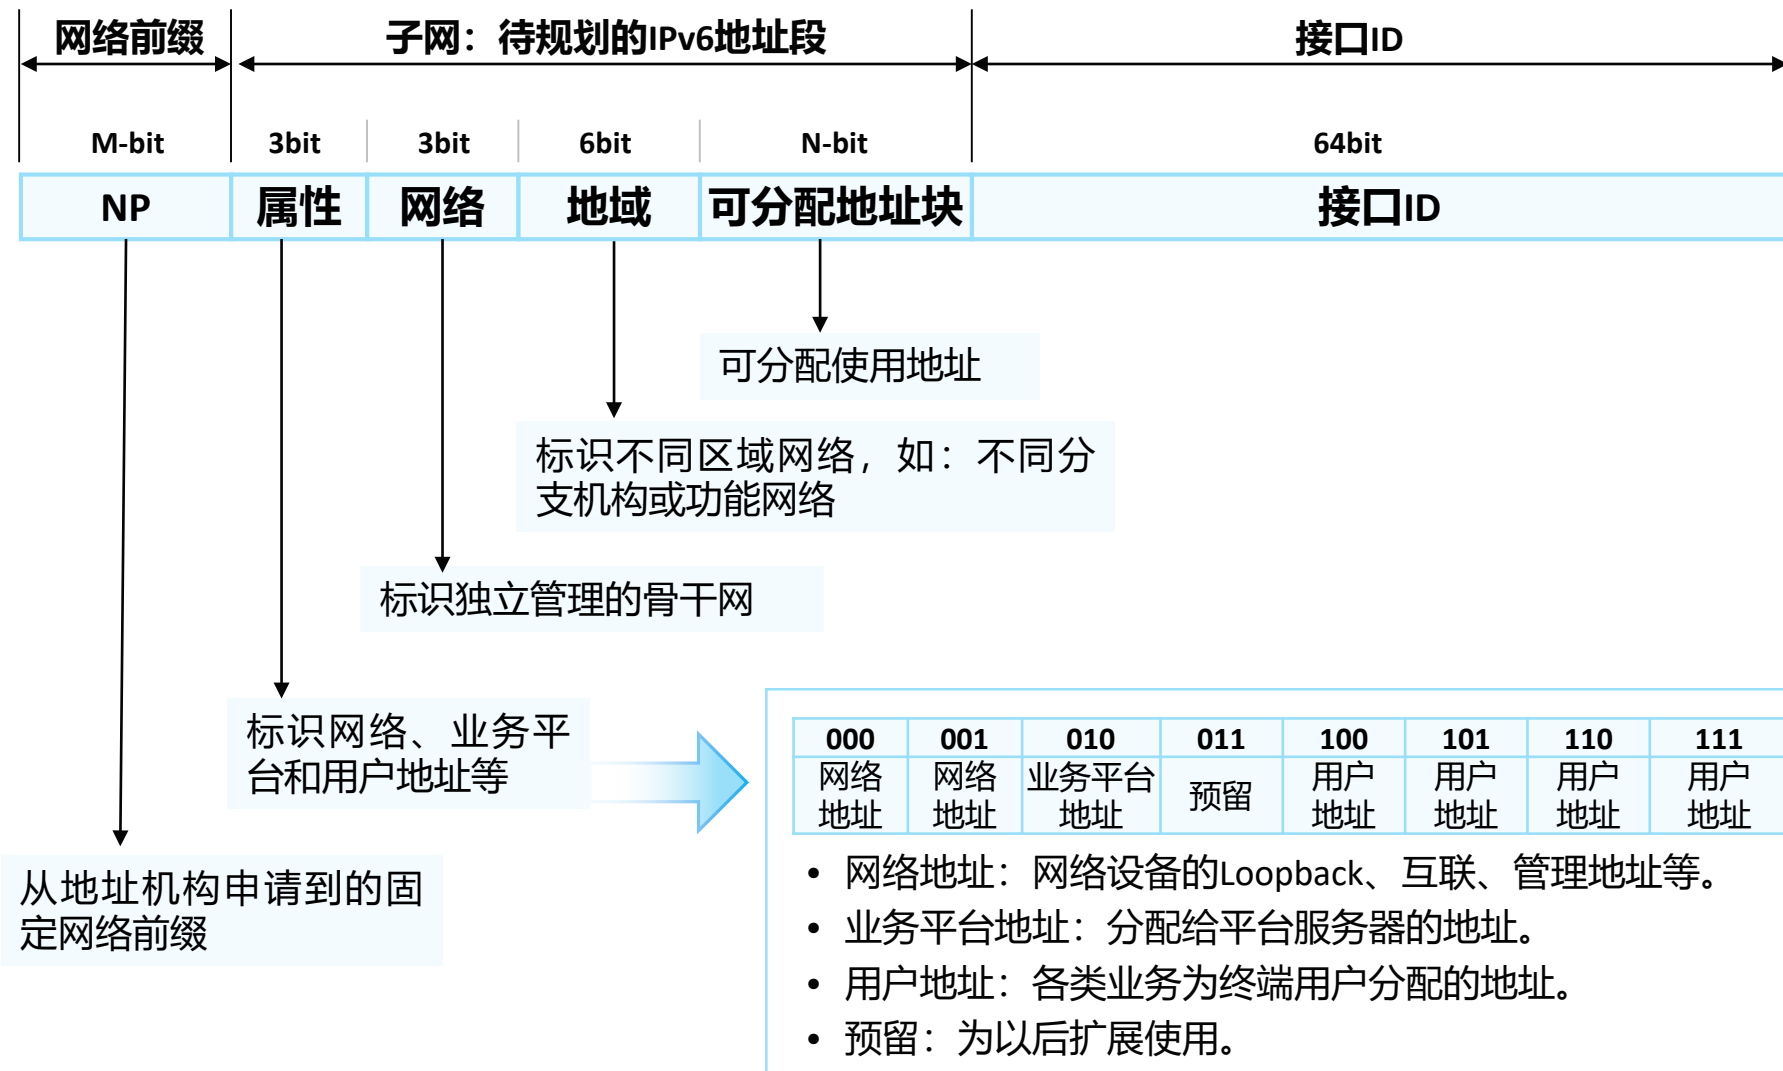 网络前缀 子网：待规划的IPv6地址段 接口ID
M-bit 3bit 3bit 6bit N-bit 64bit
NP 属性 网络 地域 可分配地址块 接口ID
可分配使用地址
标识不同区域网络，如：不同分
支机构或功能网络
标识独立管理的骨干网
标识网络、业务平
台和用户地址等
000 001 010 011 100 101 110 111
网络 网络 业务平台 预留 用户 用户 用户 用户
地址 地址 地址 地址 地址 地址 地址
从地址机构申请到的固
定网络前缀
• 网络地址：网络设备的Loopback、互联、管理地址等。
• 业务平台地址：分配给平台服务器的地址。
• 用户地址：各类业务为终端用户分配的地址。
• 预留：为以后扩展使用。